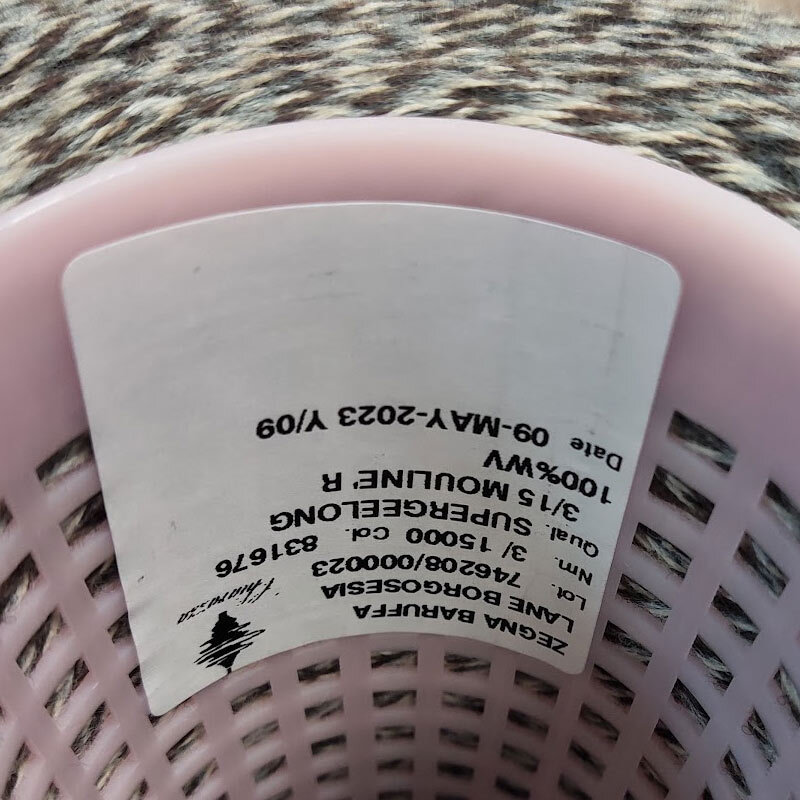 Chiavazza
ZEGNA BARUFFA
LANE BORGOSESIA
Lot. 746208/000023
Nm. 3/ 15000 Col. 831676
Qual. SUPERGEELONG
3/15 MOULINE'R
100%WV
Date 09-MAY-2023 Y/09